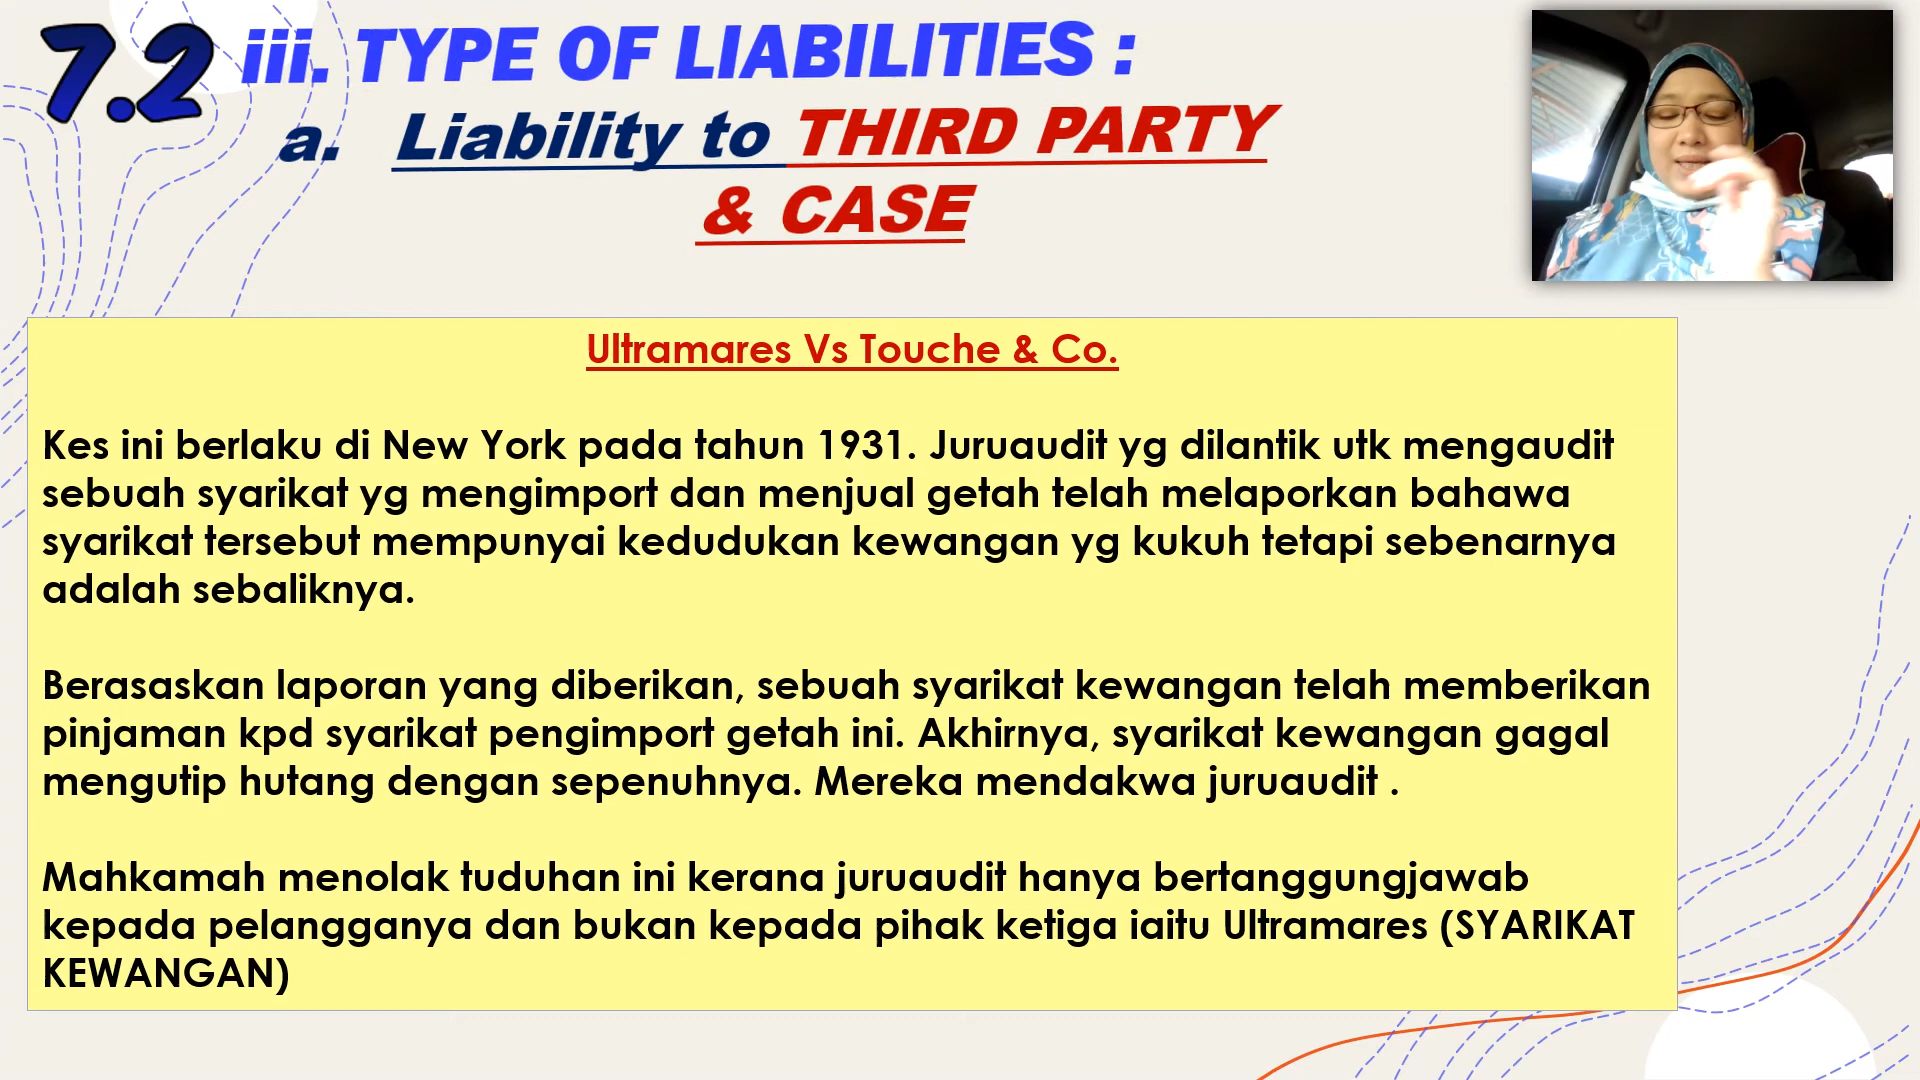 7.2 iii. TYPE OF LIABILITIES :
a. Liability to THIRD PARTY
& CASE
Ultramares Vs Touche & Co.
Kes ini berlaku di New York pada tahun 1931. Juruaudit yg dilantik utk mengaudit
sebuah syarikat yg mengimport dan menjual getah telah melaporkan bahawa
syarikat tersebut mempunyai kedudukan kewangan yg kukuh tetapi sebenarnya
adalah sebaliknya.
Berasaskan laporan yang diberikan, sebuah syarikat kewangan telah memberikan
pinjaman kpd syarikat pengimport getah ini. Akhirnya, syarikat kewangan gagal
mengutip hutang dengan sepenuhnya. Mereka mendakwa juruaudit .
Mahkamah menolak tuduhan ini kerana juruaudit hanya bertanggungjawab
kepada pelangganya dan bukan kepada pihak ketiga iaitu Ultramares (SYARIKAT
KEWANGAN)